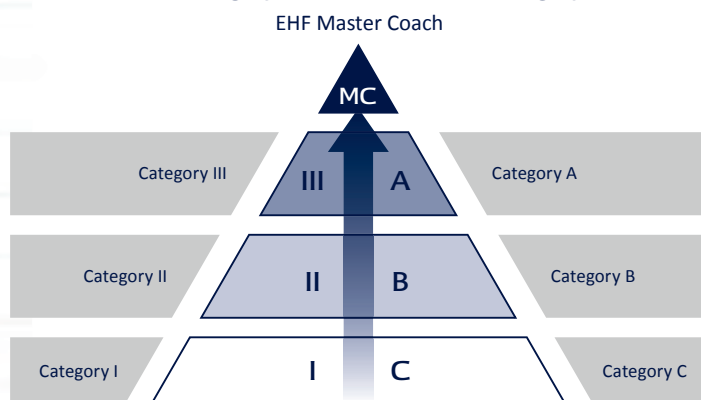 EHF Master Coach
MC
Category III III A Category A
Category II II B Category B
Category I I C Category C